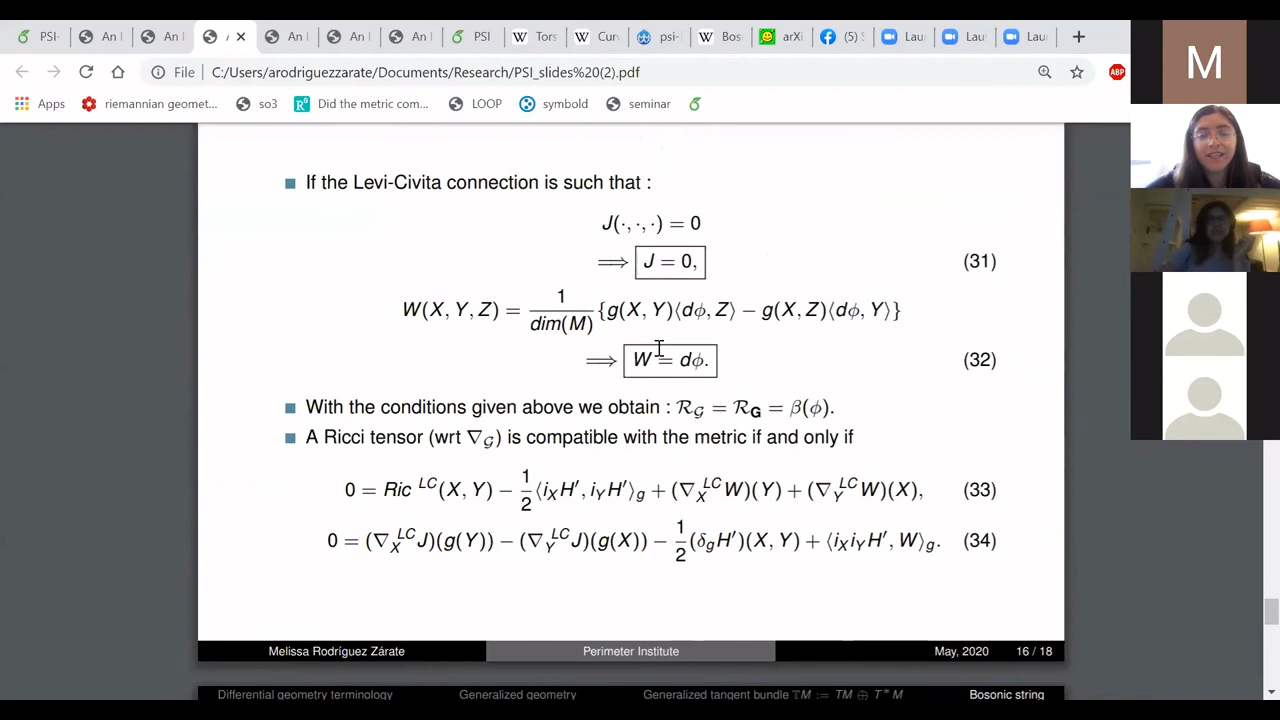 PSI- An I An I A An I An I An I PSI Tors Curv psi- Bos arXi (5) S Laur Laur Laur
File C:/Users/arodriguezzarate/Documents/Research/PSI_slides%20(2).pdf ABP
Apps riemannian geomet... so3 Did the metric com... LOOP symbold seminar
M
If the Levi-Civita connection is such that :
J(·, ·, ·) = 0
⟹ J = 0, (31)
W(X, Y, Z) = 1/dim(M) {g(X, Y)⟨dϕ, Z⟩ − g(X, Z)⟨dϕ, Y⟩}
⟹ W = dϕ. (32)
With the conditions given above we obtain : R_𝒢 = R_G = β(ϕ).
A Ricci tensor (wrt ∇_𝒢) is compatible with the metric if and only if
0 = Ric^LC(X, Y) − 1/2⟨i_X H′, i_Y H′⟩_g + (∇_X^LC W)(Y) + (∇_Y^LC W)(X), (33)
0 = (∇_X^LC J)(g(Y)) − (∇_Y^LC J)(g(X)) − 1/2(δ_g H′)(X, Y) + ⟨i_X i_Y H′, W⟩_g. (34)
Melissa Rodríguez Zárate Perimeter Institute May, 2020 16 / 18
Differential geometry terminology Generalized geometry Generalized tangent bundle 𝕋M := TM ⊕ T*M Bosonic string